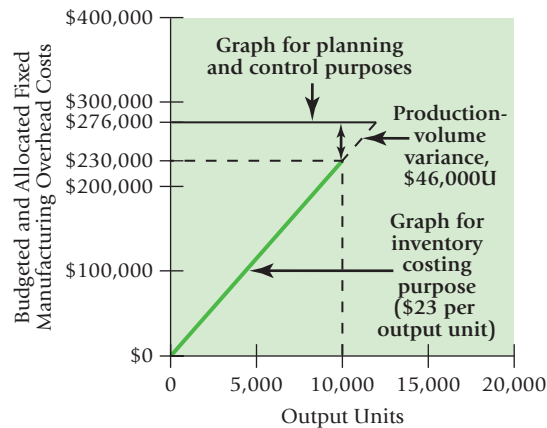 $400,000
Graph for planning
and control purposes
$300,000
$276,000
Production-
volume
variance,
$46,000U
$230,000
$200,000
Graph for
inventory
costing
purpose
($23 per
output unit)
$100,000
$0
0 5,000 10,000 15,000 20,000
Output Units
Budgeted and Allocated Fixed
Manufacturing Overhead Costs